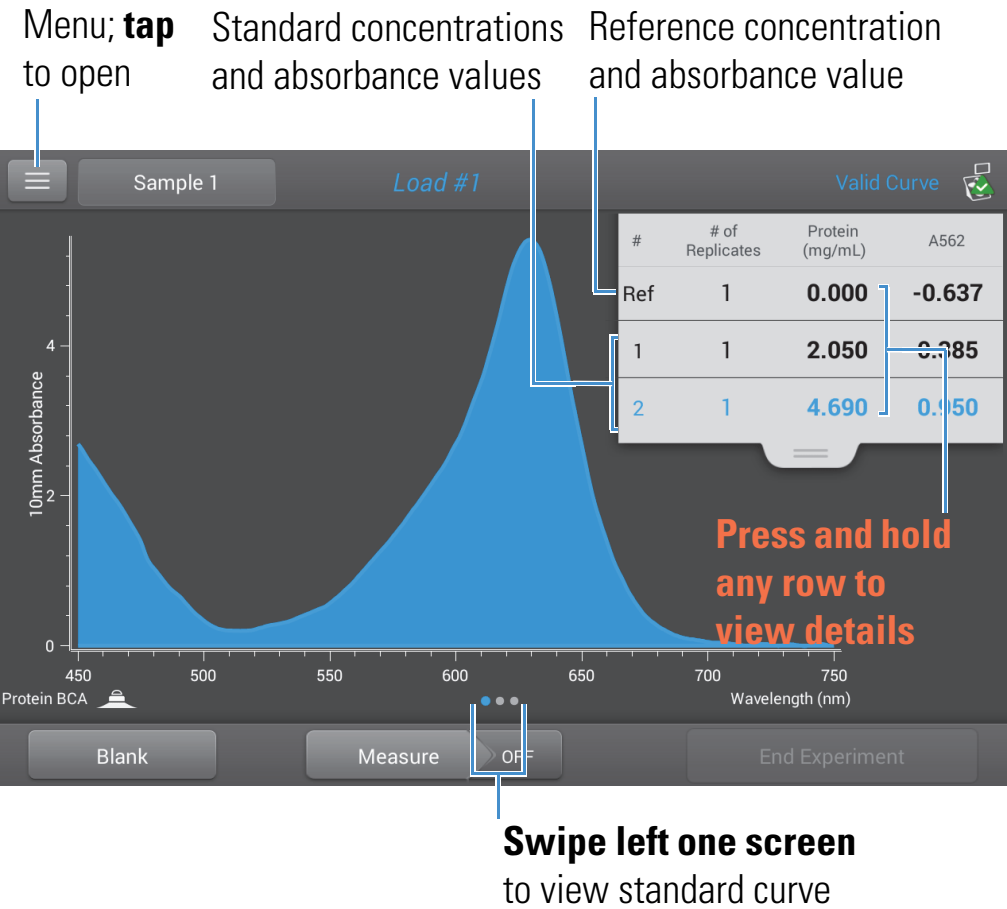 Menu; tap
to open
Standard concentrations
and absorbance values
Reference concentration
and absorbance value
Sample 1
Load #1
Valid Curve
#
# of
Replicates
Protein
(mg/mL)
A562
Ref 1 0.000 -0.637
1 1 2.050 0.385
2 1 4.690 0.950
10mm Absorbance
4
2
0
Press and hold
any row to
view details
450 500 550 600 650 700 750
Protein BCA
Wavelength (nm)
Blank
Measure
OFF
End Experiment
Swipe left one screen
to view standard curve